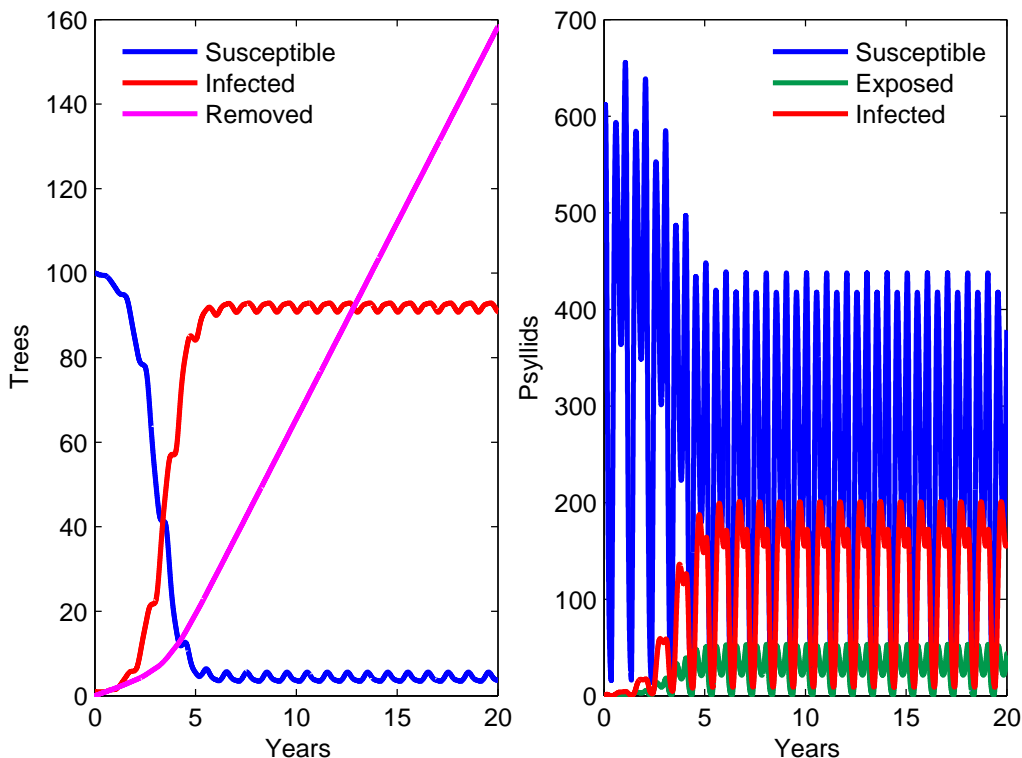 160
140
120
100
80
60
40
20
0
Trees
Susceptible
Infected
Removed
0 5 10 15 20
Years
700
600
500
400
300
200
100
0
Psyllids
Susceptible
Exposed
Infected
0 5 10 15 20
Years